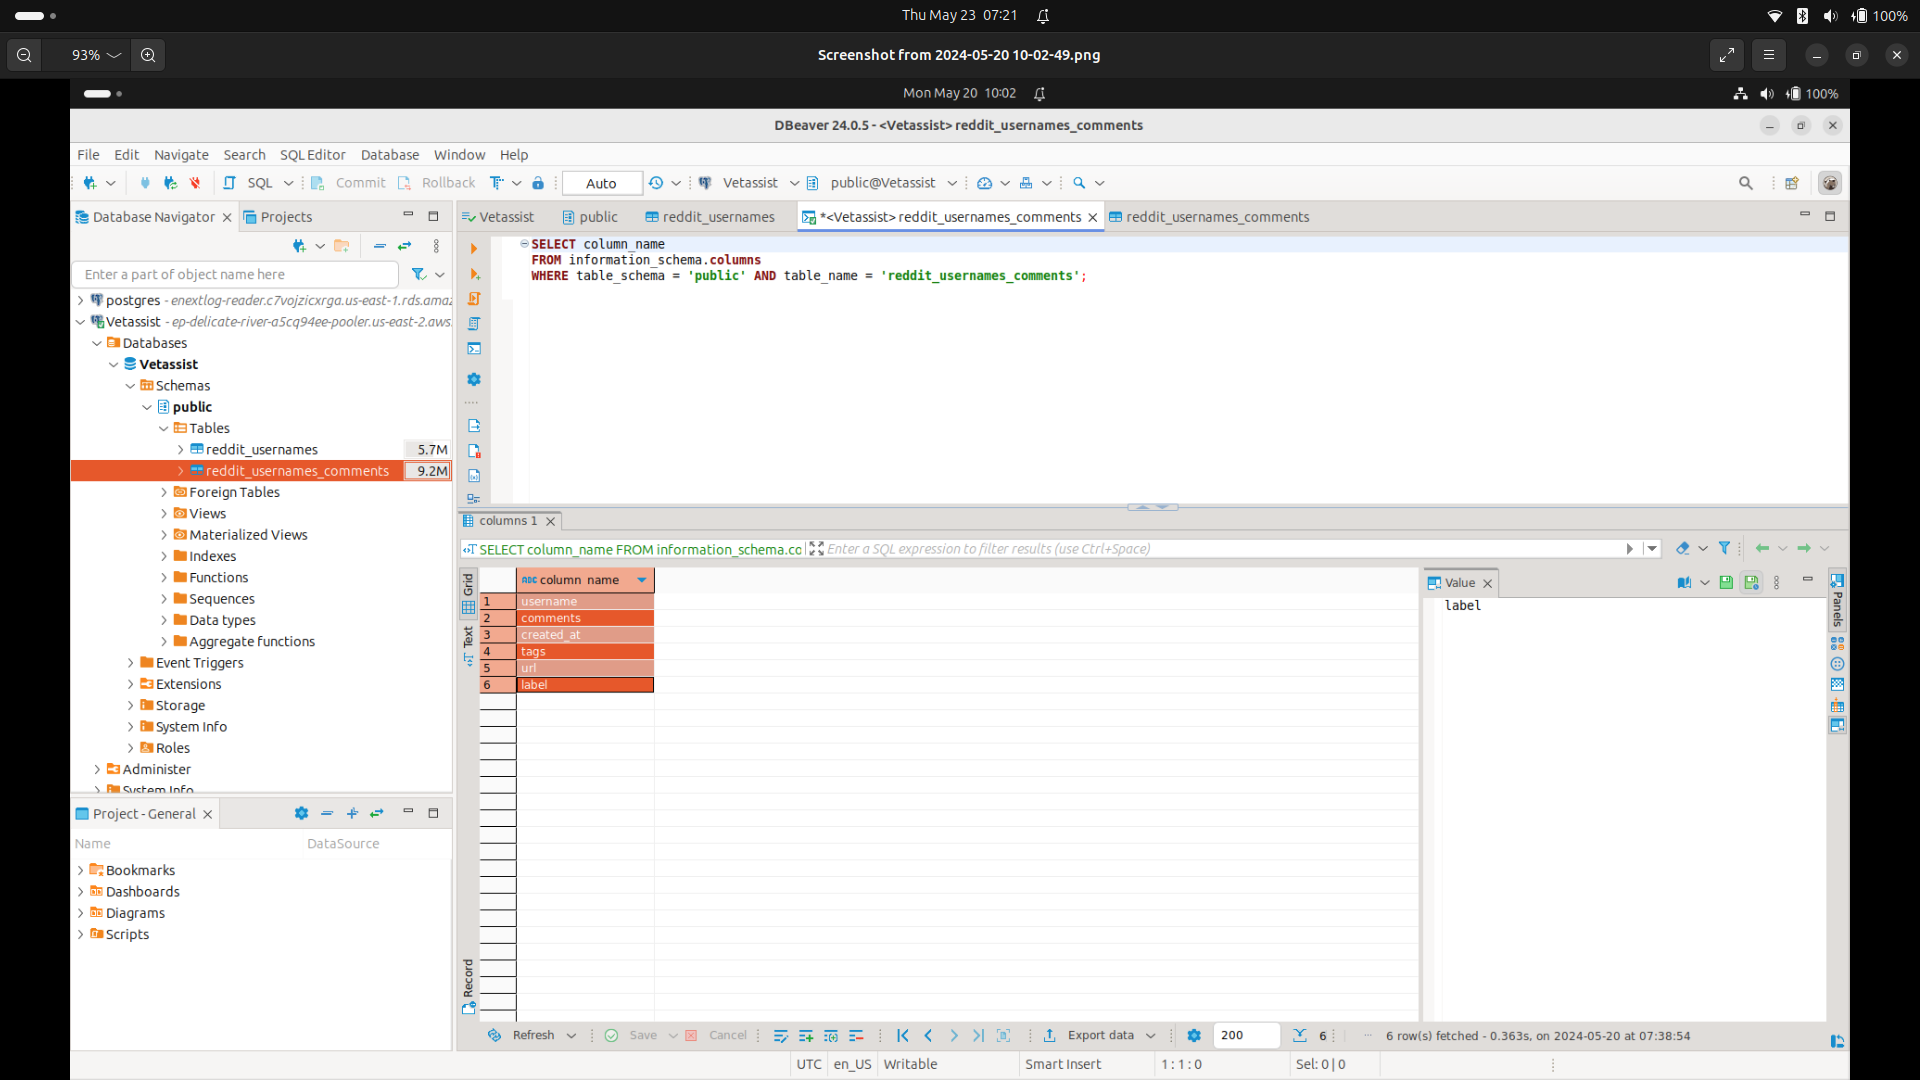 Thu May 23 07:21
100%
93%
Screenshot from 2024-05-20 10-02-49.png
Mon May 20 10:02
100%
DBeaver 24.0.5 - <Vetassist> reddit_usernames_comments
File Edit Navigate Search SQL Editor Database Window Help
SQL Commit Rollback Auto Vetassist public@Vetassist
Database Navigator Projects
Vetassist public reddit_usernames *<Vetassist> reddit_usernames_comments reddit_usernames_comments
Enter a part of object name here
SELECT column_name
FROM information_schema.columns
WHERE table_schema = 'public' AND table_name = 'reddit_usernames_comments';
postgres - enextlog-reader.c7vojzicxrga.us-east-1.rds.ama
Vetassist - ep-delicate-river-a5cq94ee-pooler.us-east-2.aws
Databases
Vetassist
Schemas
public
Tables
reddit_usernames 5.7M
reddit_usernames_comments 9.2M
Foreign Tables
Views
Materialized Views
Indexes
Functions
Sequences
Data types
Aggregate functions
Event Triggers
Extensions
Storage
System Info
Roles
Administer
System Info
Project - General
Name DataSource
Bookmarks
Dashboards
Diagrams
Scripts
columns 1
SELECT column_name FROM information_schema.co Enter a SQL expression to filter results (use Ctrl+Space)
Grid
Text
Record
ABC column_name
1 username
2 comments
3 created_at
4 tags
5 url
6 label
Value
label
Panels
Refresh Save Cancel Export data 200 6 6 row(s) fetched - 0.363s, on 2024-05-20 at 07:38:54
UTC en_US Writable Smart Insert 1 : 1 : 0 Sel: 0 | 0